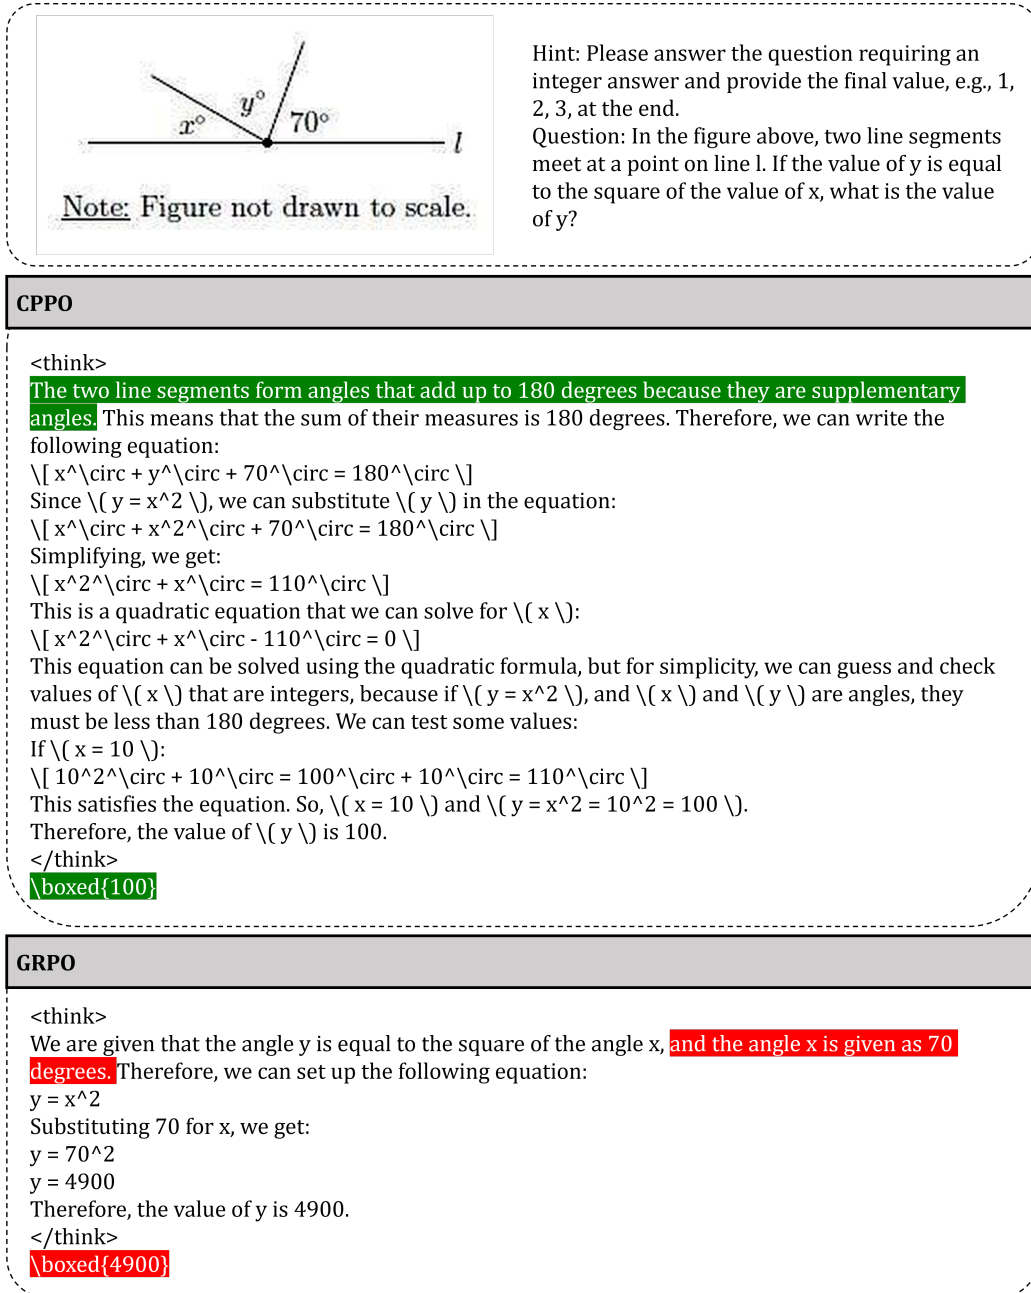 x° y° 70° l
Note: Figure not drawn to scale.
Hint: Please answer the question requiring an
integer answer and provide the final value, e.g., 1,
2, 3, at the end.
Question: In the figure above, two line segments
meet at a point on line l. If the value of y is equal
to the square of the value of x, what is the value
of y?
CPPO
<think>
The two line segments form angles that add up to 180 degrees because they are supplementary
angles. This means that the sum of their measures is 180 degrees. Therefore, we can write the
following equation:
\[ x^\circ + y^\circ + 70^\circ = 180^\circ \]
Since \( y = x^2 \), we can substitute \( y \) in the equation:
\[ x^\circ + x^2^\circ + 70^\circ = 180^\circ \]
Simplifying, we get:
\[ x^2^\circ + x^\circ = 110^\circ \]
This is a quadratic equation that we can solve for \( x \):
\[ x^2^\circ + x^\circ - 110^\circ = 0 \]
This equation can be solved using the quadratic formula, but for simplicity, we can guess and check
values of \( x \) that are integers, because if \( y = x^2 \), and \( x \) and \( y \) are angles, they
must be less than 180 degrees. We can test some values:
If \( x = 10 \):
\[ 10^2^\circ + 10^\circ = 100^\circ + 10^\circ = 110^\circ \]
This satisfies the equation. So, \( x = 10 \) and \( y = x^2 = 10^2 = 100 \).
Therefore, the value of \( y \) is 100.
</think>
\boxed{100}
GRPO
<think>
We are given that the angle y is equal to the square of the angle x, and the angle x is given as 70
degrees. Therefore, we can set up the following equation:
y = x^2
Substituting 70 for x, we get:
y = 70^2
y = 4900
Therefore, the value of y is 4900.
</think>
\boxed{4900}